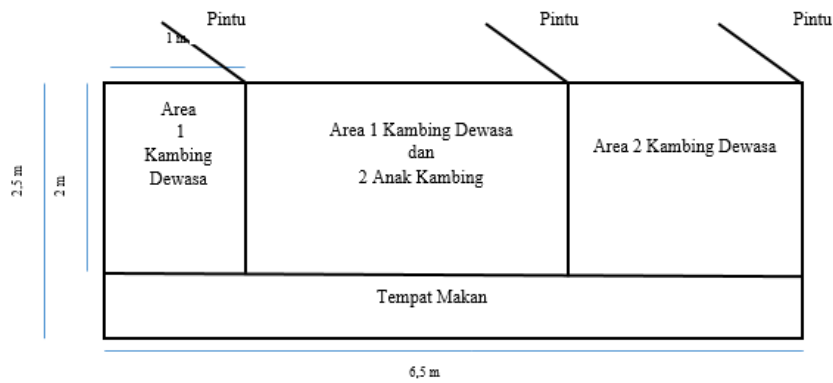 Pintu
Pintu
Pintu
1 m
Area
1
Kambing
Dewasa
Area 1 Kambing Dewasa
dan
2 Anak Kambing
Area 2 Kambing Dewasa
2,5 m
2 m
Tempat Makan
6,5 m